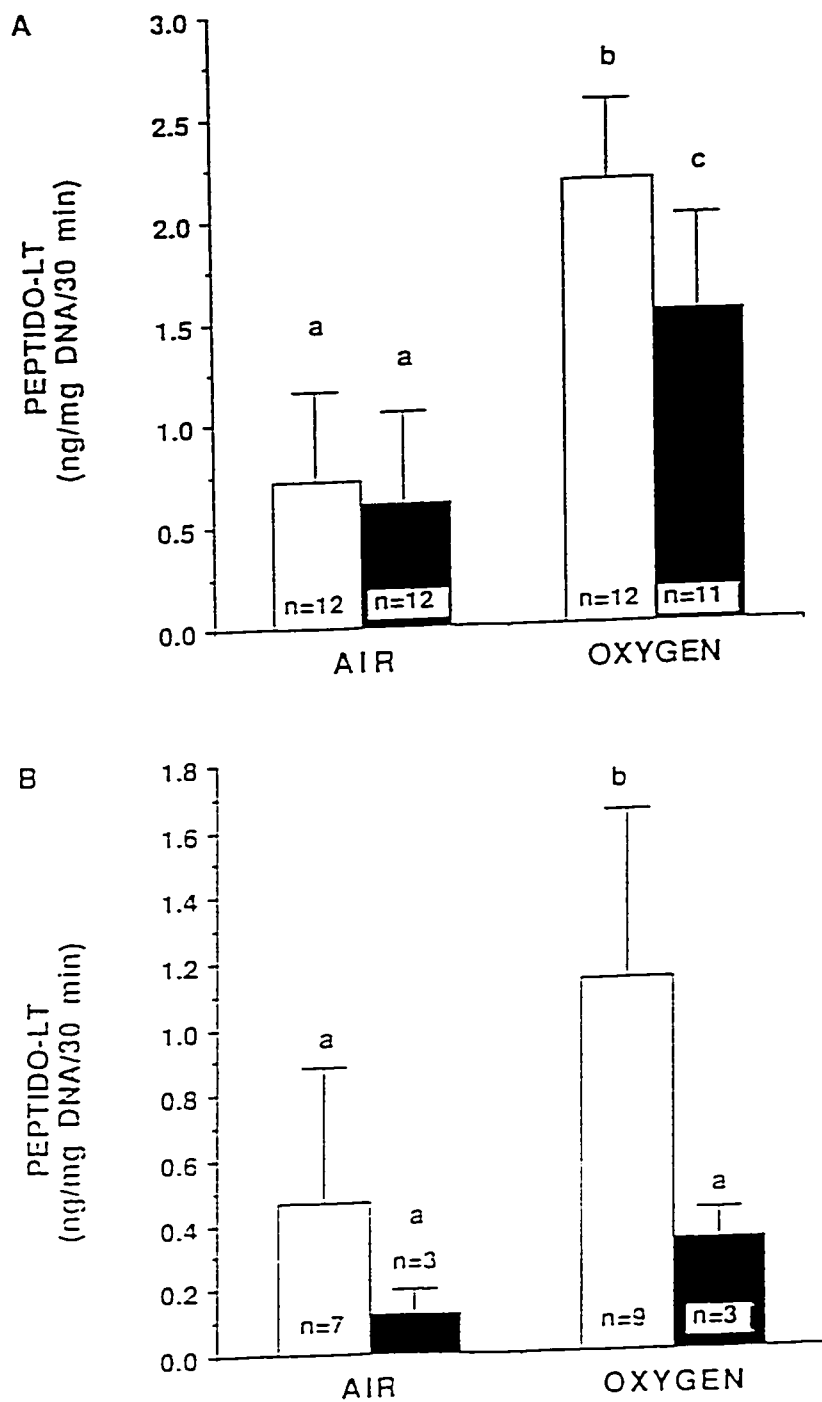 A
PEPTIDO-LT
(ng/mg DNA/30 min)
3.0
2.5
2.0
1.5
1.0
0.5
0.0
a
a
b
c
n=12
n=12
n=12
n=11
AIR
OXYGEN
B
PEPTIDO-LT
(ng/mg DNA/30 min)
1.8
1.6
1.4
1.2
1.0
0.8
0.6
0.4
0.2
0.0
a
a
b
a
n=7
n=3
n=9
n=3
AIR
OXYGEN